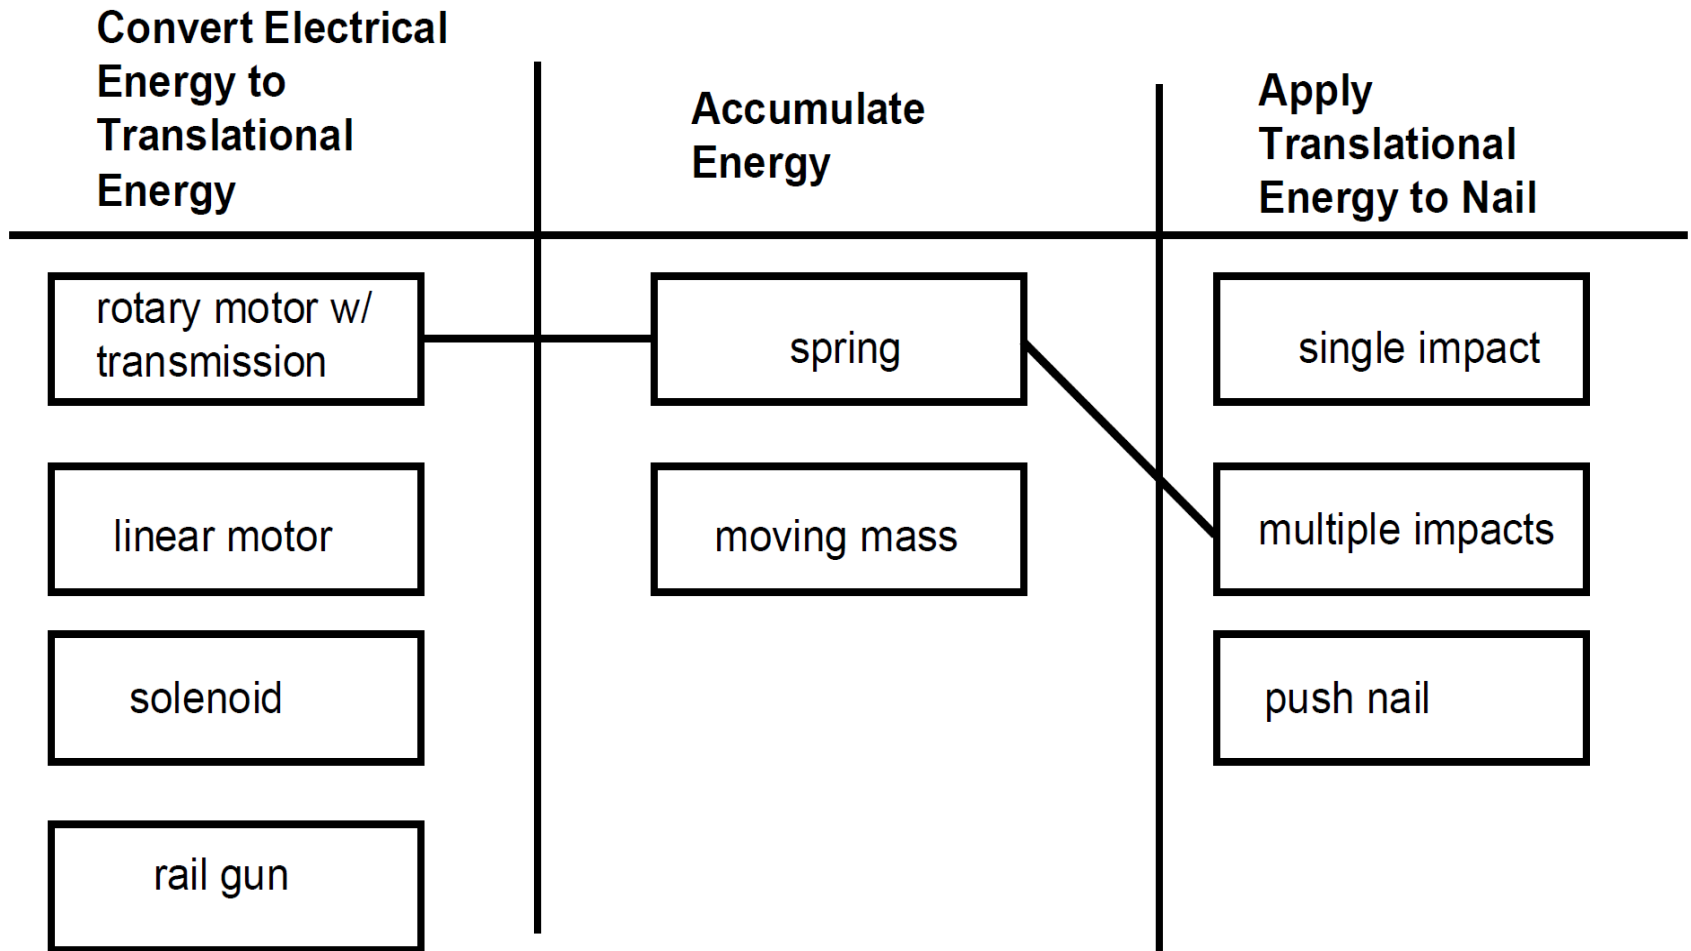 Convert Electrical
Energy to
Translational
Energy
Accumulate
Energy
Apply
Translational
Energy to Nail
rotary motor w/
transmission
spring
single impact
linear motor
moving mass
multiple impacts
solenoid
push nail
rail gun